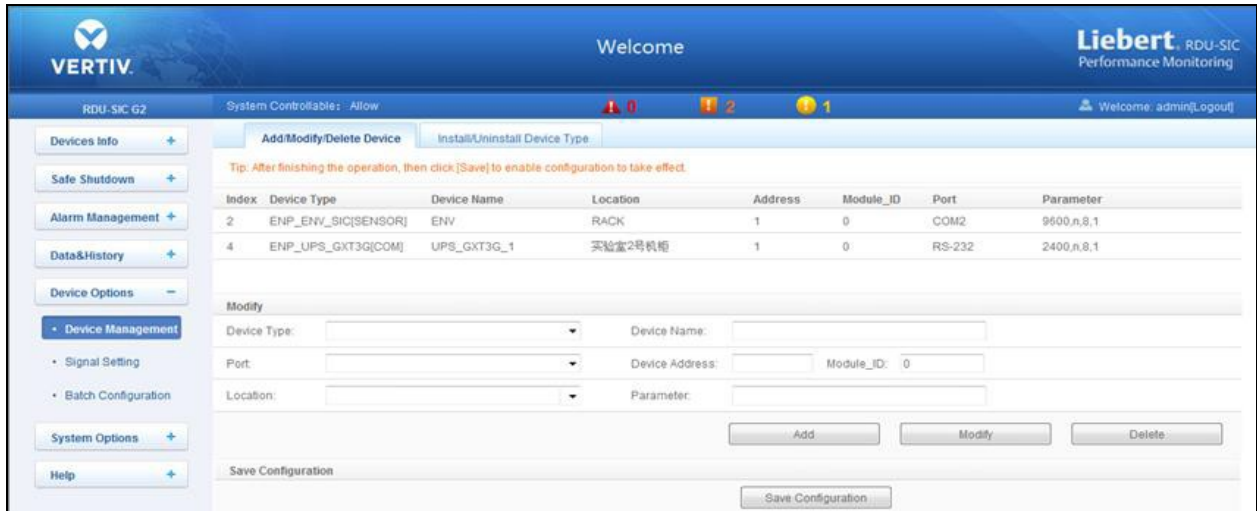 VERTIV.
Welcome
Liebert. RDU-SIC
Performance Monitoring
RDU-SIC G2
System Controllable: Allow
0
2
1
Welcome: admin[Logout]
Devices Info +
Safe Shutdown +
Alarm Management +
Data&History +
Device Options −
• Device Management
• Signal Setting
• Batch Configuration
System Options +
Help +
Add/Modify/Delete Device
Install/Uninstall Device Type
Tip: After finishing the operation, then click [Save] to enable configuration to take effect.
Index Device Type Device Name Location Address Module_ID Port Parameter
2 ENP_ENV_SIC[SENSOR] ENV RACK 1 0 COM2 9600,n,8,1
4 ENP_UPS_GXT3G[COM] UPS_GXT3G_1 实验室2号机柜 1 0 RS-232 2400,n,8,1
Modify
Device Type: Device Name:
Port: Device Address: Module_ID: 0
Location: Parameter:
Add Modify Delete
Save Configuration
Save Configuration